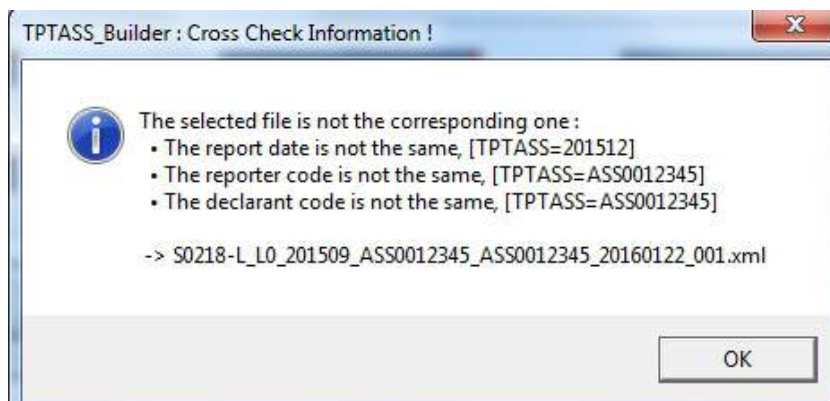 TPTASS_Builder : Cross Check Information !
The selected file is not the corresponding one :
• The report date is not the same, [TPTASS=201512]
• The reporter code is not the same, [TPTASS=ASS0012345]
• The declarant code is not the same, [TPTASS=ASS0012345]
-> S0218-L_L0_201509_ASS0012345_ASS0012345_20160122_001.xml
OK